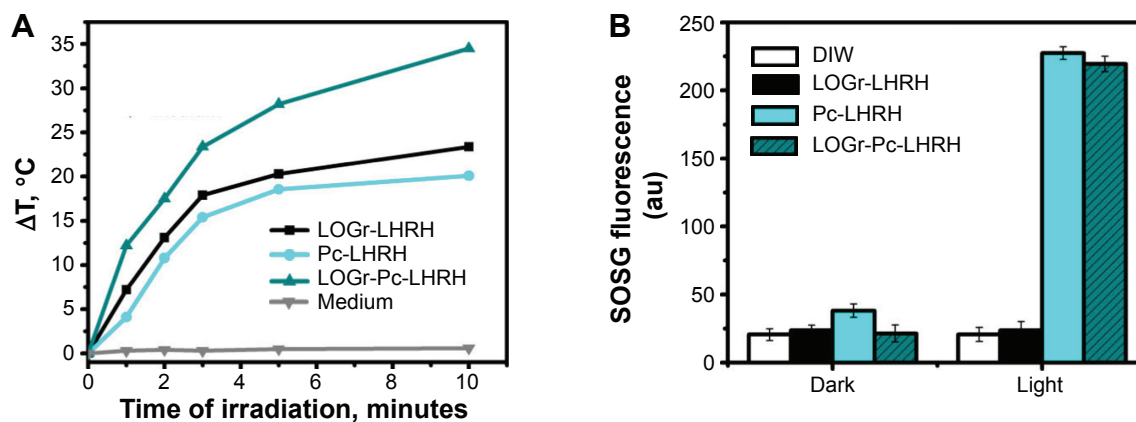 A
ΔT, °C
35
30
25
20
15
10
5
0
LOGr-LHRH
Pc-LHRH
LOGr-Pc-LHRH
Medium
0 2 4 6 8 10
Time of irradiation, minutes
B
SOSG fluorescence
(au)
250
200
150
100
50
0
DIW
LOGr-LHRH
Pc-LHRH
LOGr-Pc-LHRH
Dark Light